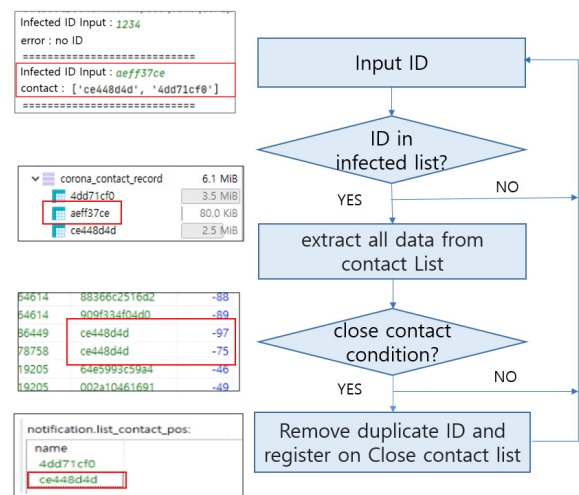 Infected ID Input : 1234
error : no ID
===========================
Infected ID Input : aeff37ce
contact : ['ce448d4d', '4dd71cf0']
===========================
corona_contact_record 6.1 MiB
4dd71cf0 3.5 MiB
aeff37ce 80.0 KiB
ce448d4d 2.5 MiB
64614 88366c2516d2 -88
64614 909f334f04d0 -89
86449 ce448d4d -97
78758 ce448d4d -75
19205 64e5993c59a4 -46
19205 002a10461691 -49
notification.list_contact_pos:
name
4dd71cf0
ce448d4d
Input ID
ID in
infected list?
YES
NO
extract all data from
contact List
close contact
condition?
YES
NO
Remove duplicate ID and
register on Close contact list